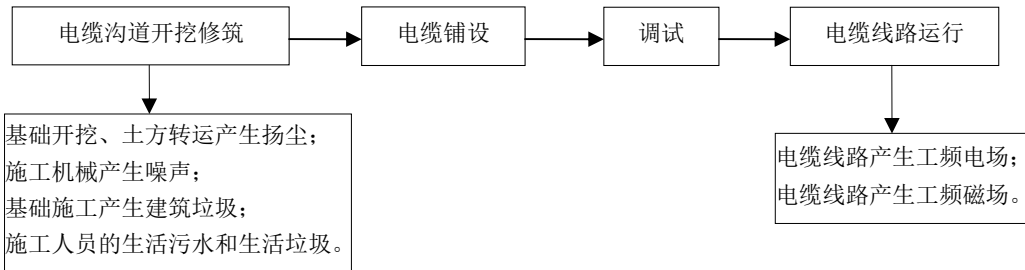 电缆沟道开挖修筑
电缆铺设
调试
电缆线路运行
基础开挖、土方转运产生扬尘；
施工机械产生噪声；
基础施工产生建筑垃圾；
施工人员的生活污水和生活垃圾。
电缆线路产生工频电场；
电缆线路产生工频磁场。